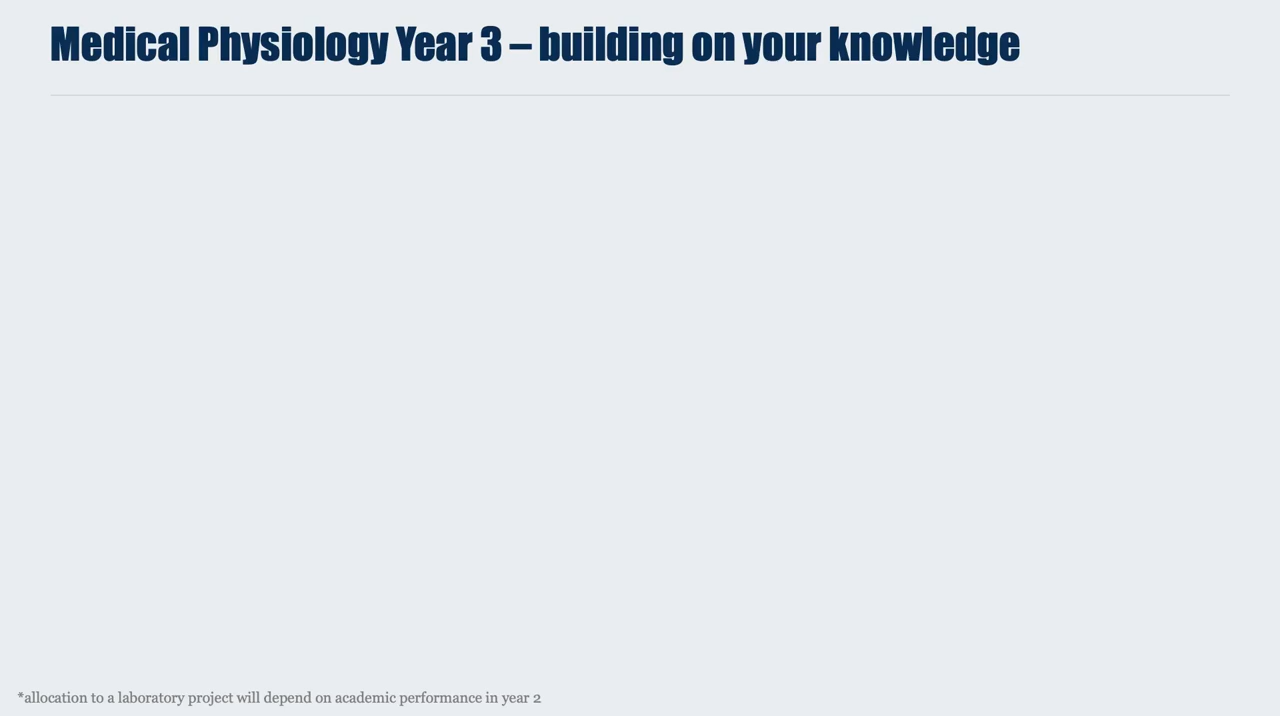 Medical Physiology Year 3 – building on your knowledge
*allocation to a laboratory project will depend on academic performance in year 2